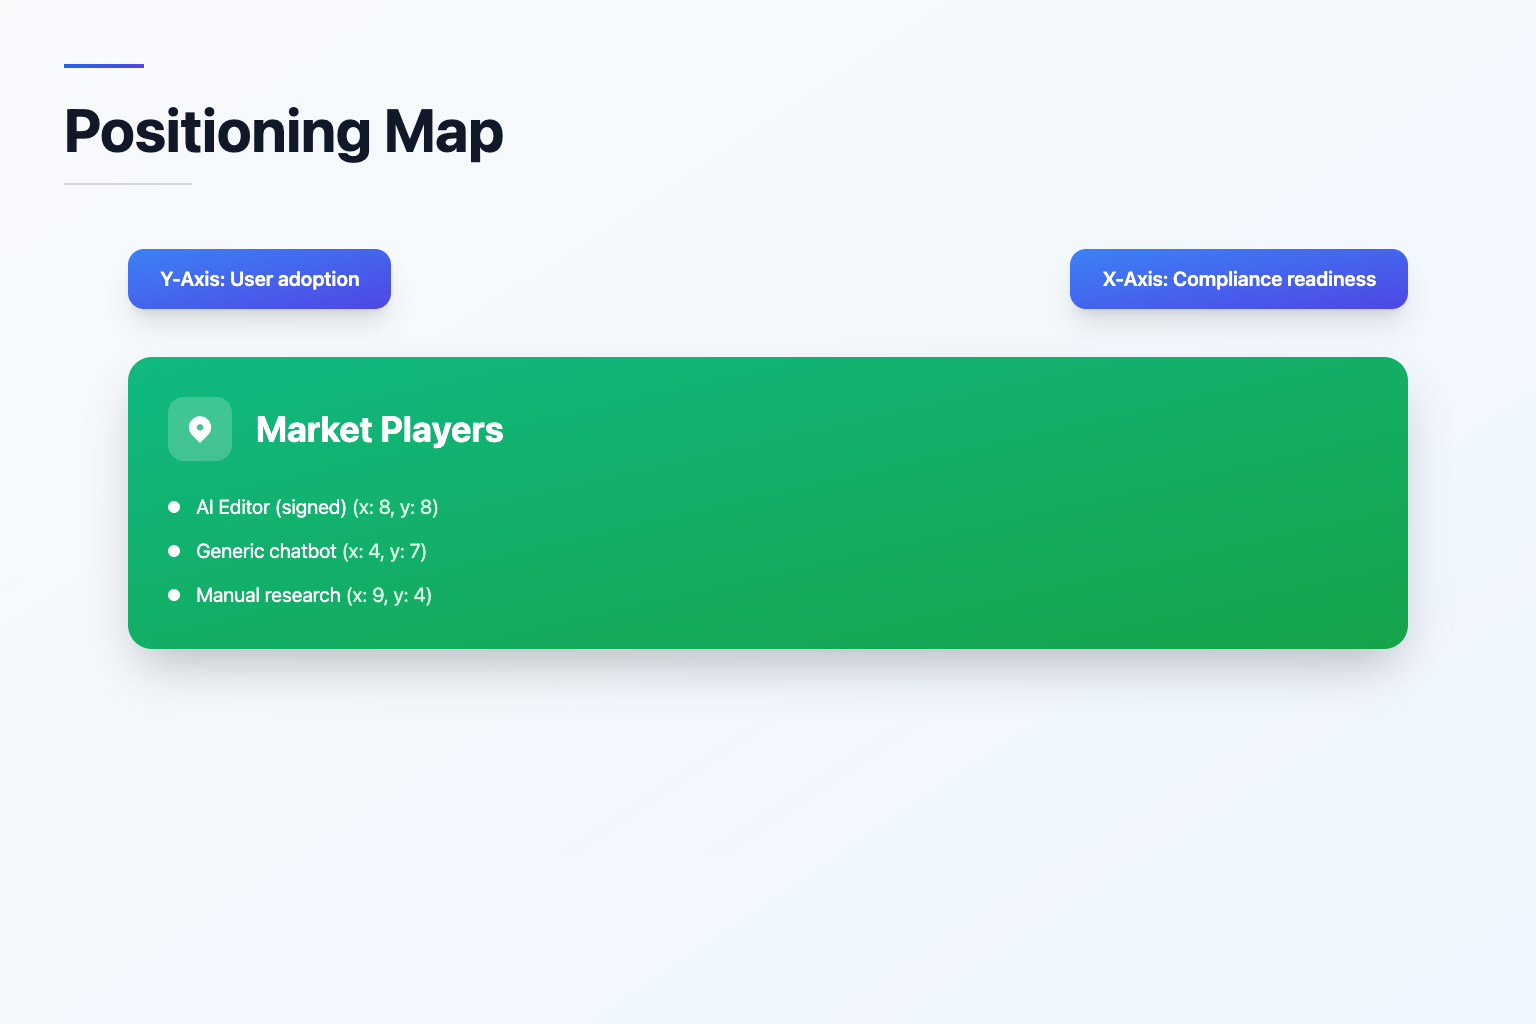 Positioning Map
Y-Axis: User adoption
X-Axis: Compliance readiness
Market Players
AI Editor (signed) (x: 8, y: 8)
Generic chatbot (x: 4, y: 7)
Manual research (x: 9, y: 4)